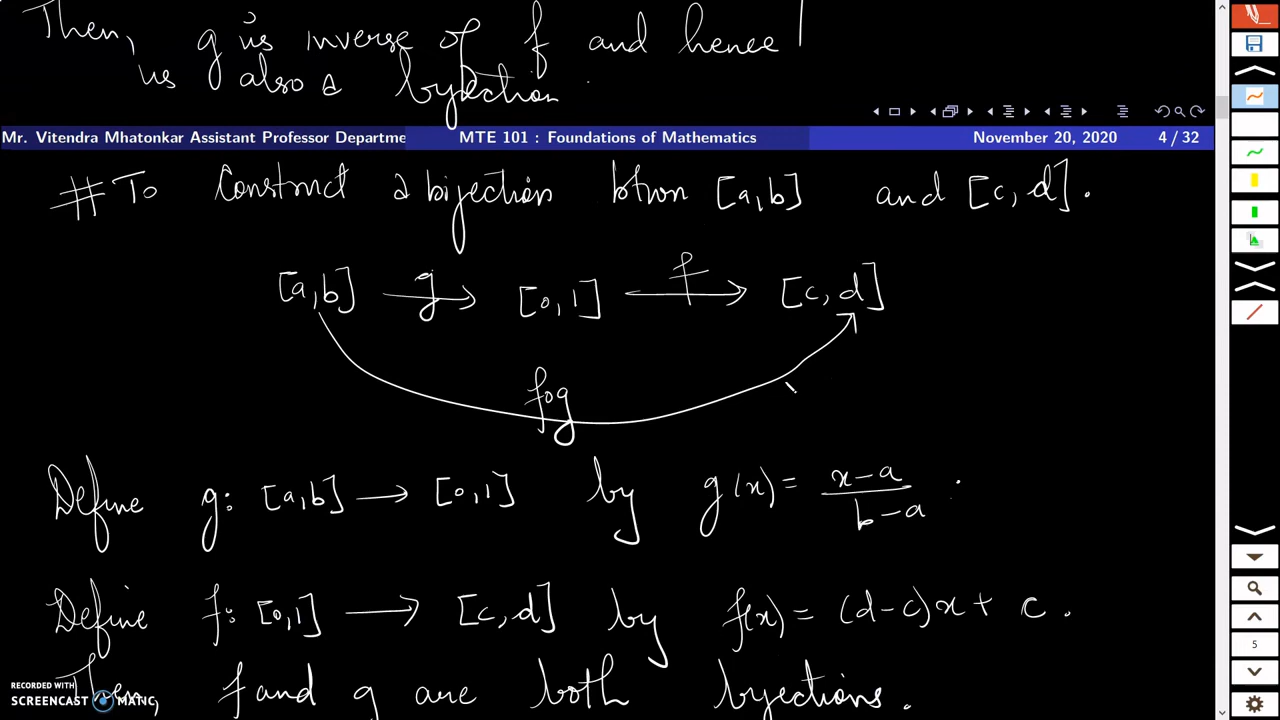 Then, g is inverse of f and hence
is also a bijection
Mr. Vitendra Mhatonkar Assistant Professor Departme MTE 101 : Foundations of Mathematics November 20, 2020 4 / 32
# To Construct a bijection btwn [a,b] and [c, d].
[a,b] g→ [0,1] f→ [c, d]
fog
Define g: [a,b] → [0,1] by g(x) = x-a / b-a .
Define f: [0,1] → [c, d] by f(x) = (d-c)x + c .
Then, f and g are both bijections.
RECORDED WITH
SCREENCAST MATIC
5